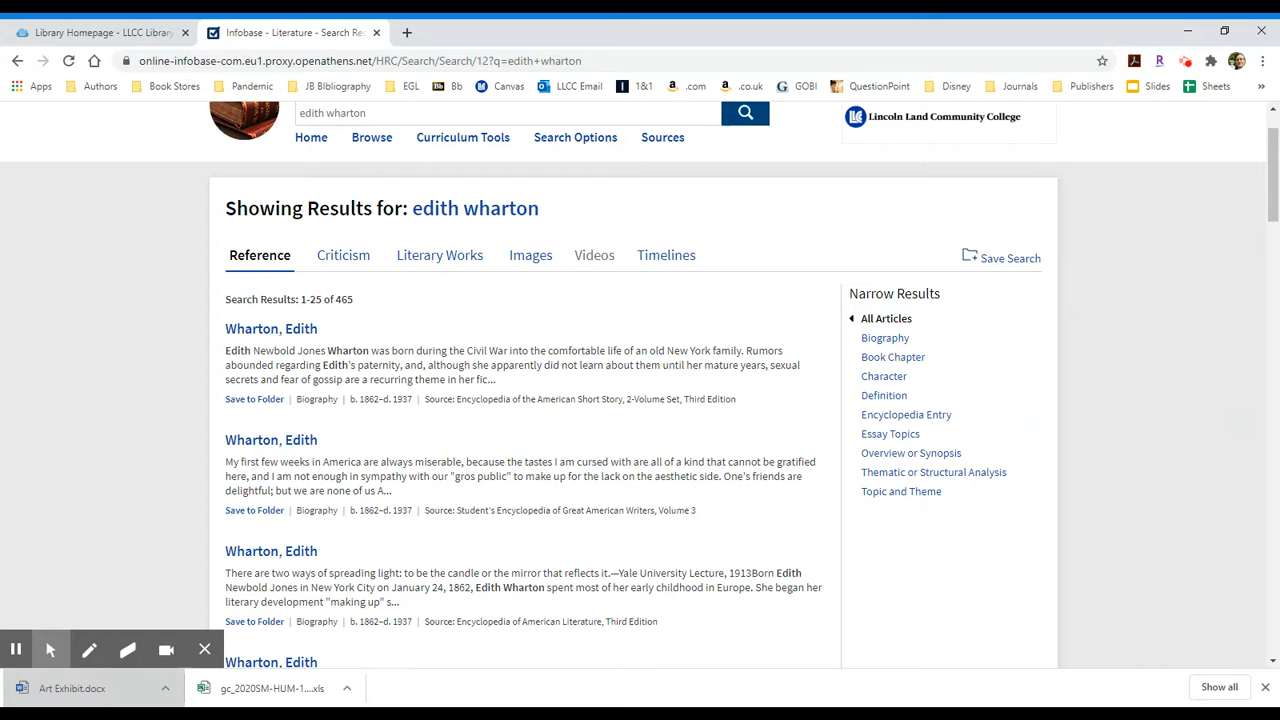 Library Homepage - LLCC Library
Infobase - Literature - Search Re
online-infobase-com.eu1.proxy.openathens.net/HRC/Search/Search/12?q=edith+wharton
Apps Authors Book Stores Pandemic JB BIbliography EGL Bb Bb Canvas LLCC Email 1 1&1 a .com a .co.uk G GOBI QuestionPoint Disney Journals Publishers Slides Sheets »
edith wharton
LLCC Lincoln Land Community College
Home Browse Curriculum Tools Search Options Sources
Showing Results for: edith wharton
Reference Criticism Literary Works Images Videos Timelines
Save Search
Search Results: 1-25 of 465
Wharton, Edith
Edith Newbold Jones Wharton was born during the Civil War into the comfortable life of an old New York family. Rumors
abounded regarding Edith's paternity, and, although she apparently did not learn about them until her mature years, sexual
secrets and fear of gossip are a recurring theme in her fic...
Save to Folder | Biography | b. 1862–d. 1937 | Source: Encyclopedia of the American Short Story, 2-Volume Set, Third Edition
Wharton, Edith
My first few weeks in America are always miserable, because the tastes I am cursed with are all of a kind that cannot be gratified
here, and I am not enough in sympathy with our "gros public" to make up for the lack on the aesthetic side. One's friends are
delightful; but we are none of us A...
Save to Folder | Biography | b. 1862–d. 1937 | Source: Student's Encyclopedia of Great American Writers, Volume 3
Wharton, Edith
There are two ways of spreading light: to be the candle or the mirror that reflects it.—Yale University Lecture, 1913Born Edith
Newbold Jones in New York City on January 24, 1862, Edith Wharton spent most of her early childhood in Europe. She began her
literary development "making up" s...
Save to Folder | Biography | b. 1862–d. 1937 | Source: Encyclopedia of American Literature, Third Edition
Wharton, Edith
Narrow Results
All Articles
Biography
Book Chapter
Character
Definition
Encyclopedia Entry
Essay Topics
Overview or Synopsis
Thematic or Structural Analysis
Topic and Theme
Art Exhibit.docx
gc_2020SM-HUM-1....xls
Show all